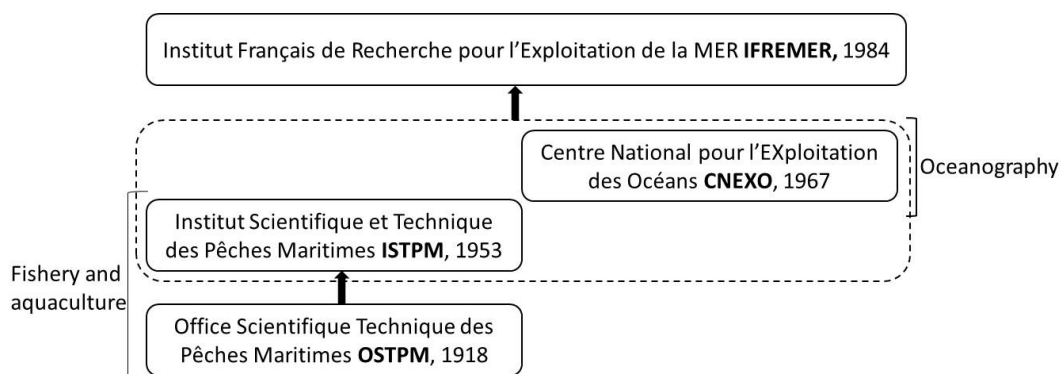 Institut Français de Recherche pour l’Exploitation de la MER IFREMER, 1984
Centre National pour l’EXploitation
des Océans CNEXO, 1967
Oceanography
Institut Scientifique et Technique
des Pêches Maritimes ISTPM, 1953
Fishery and
aquaculture
Office Scientifique Technique des
Pêches Maritimes OSTPM, 1918